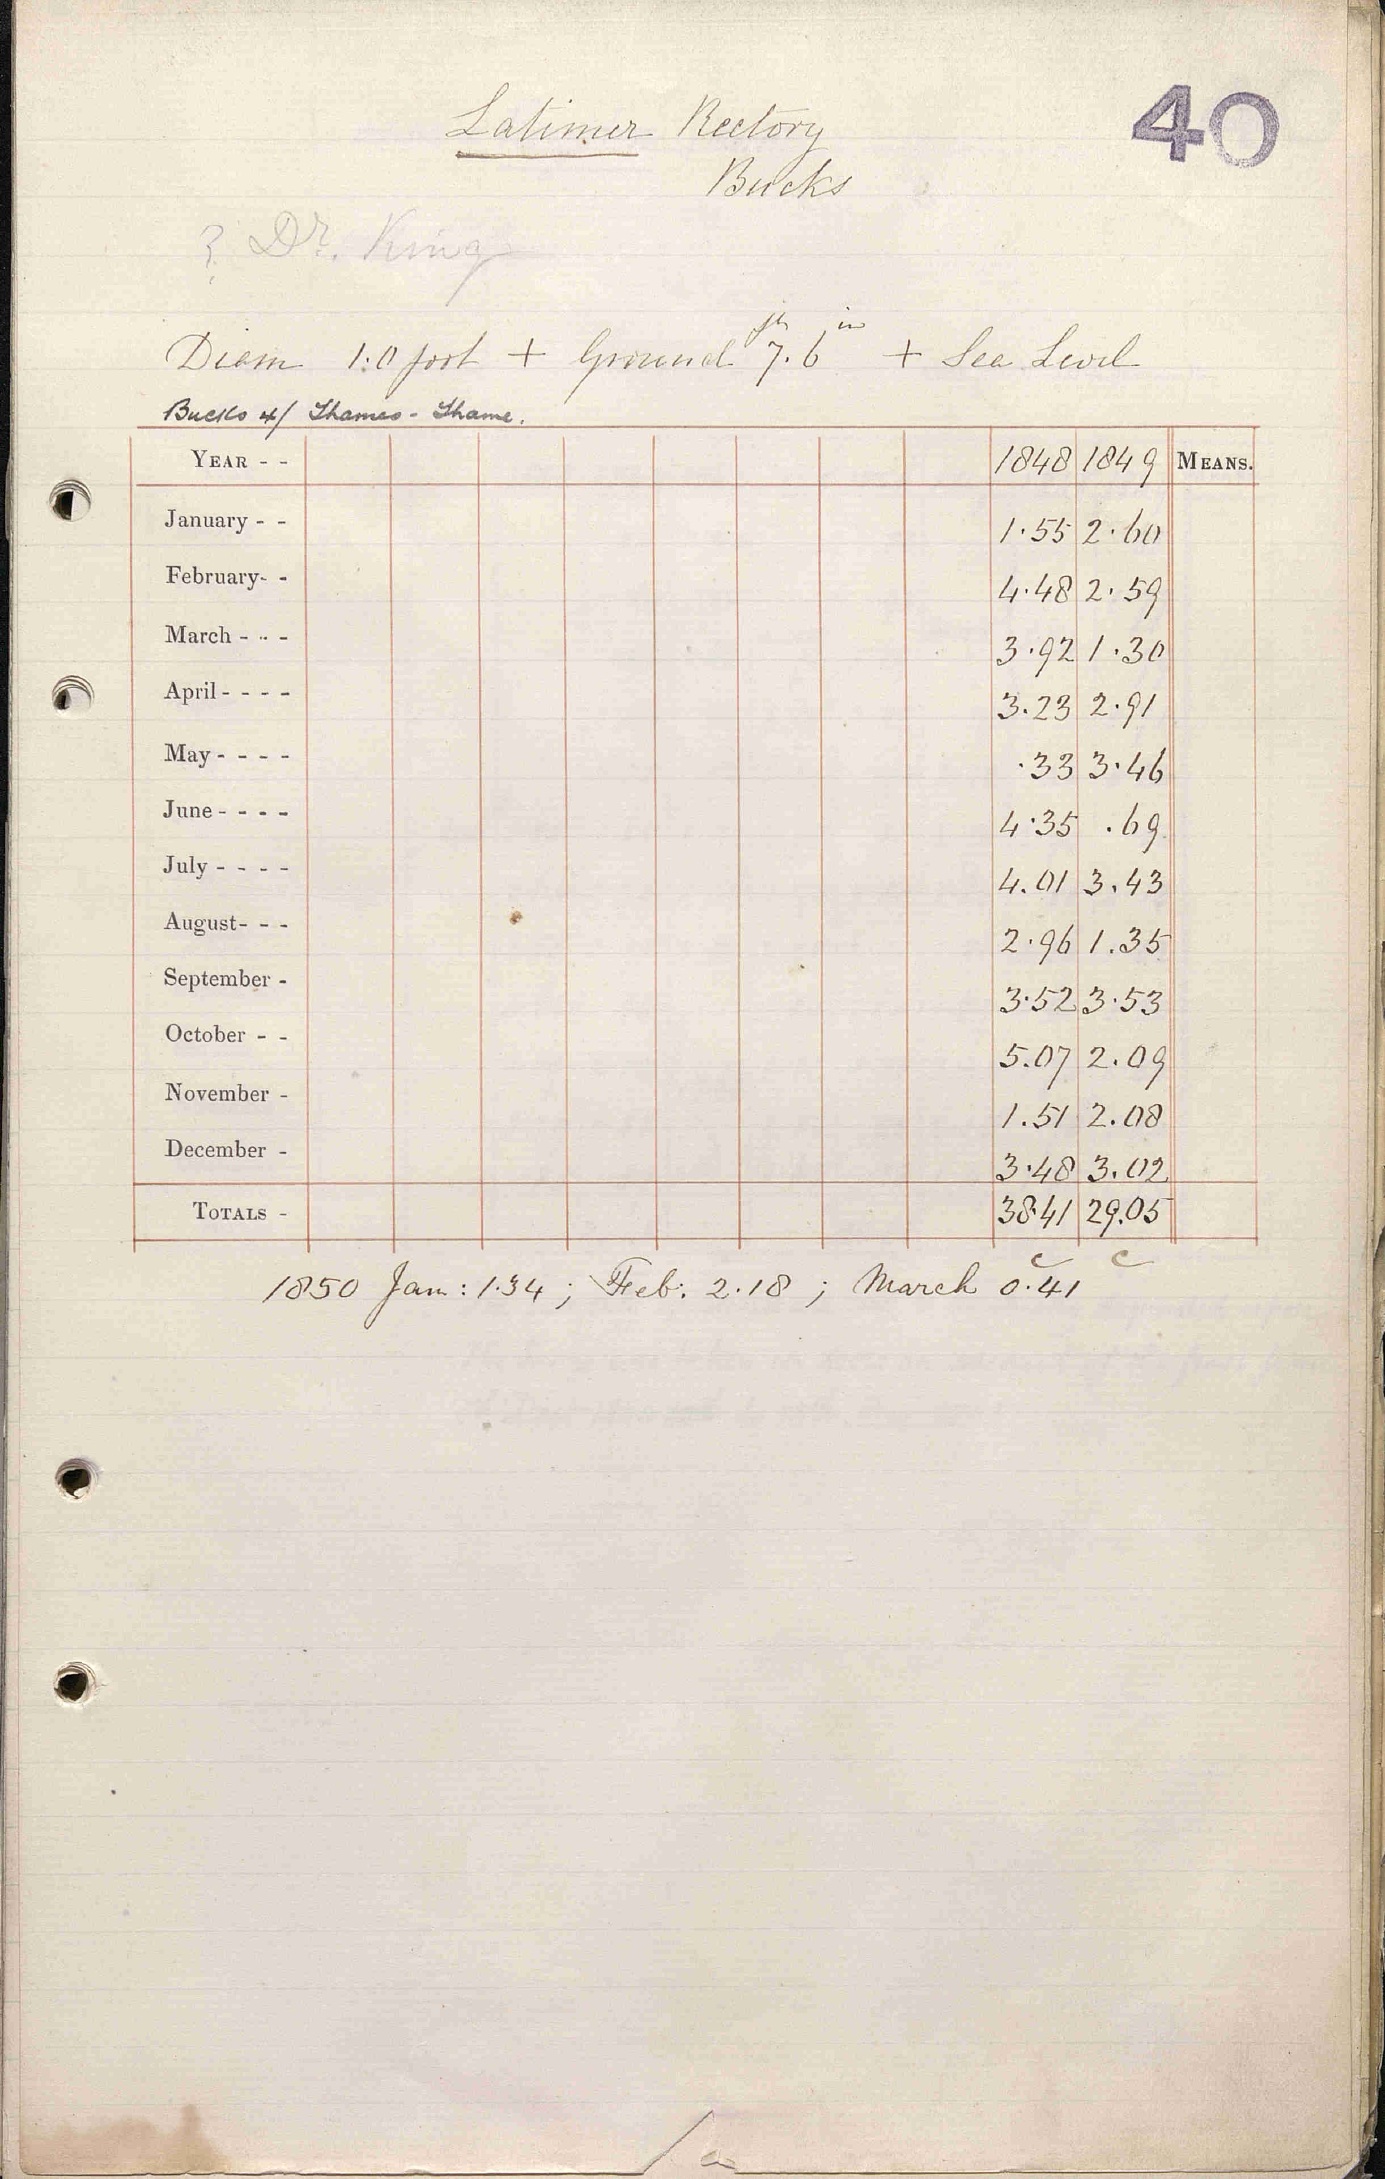 40
Latimer Rectory
Bucks
? Dr. King
Diam 1:0 foot + Ground 7 ft. 6 in + Sea Level
Bucks 4/ Thames - Thame.
YEAR - - 1848 1849 MEANS.
January - - 1.55 2.60
February- - 4.48 2.59
March - - - 3.92 1.30
April - - - - 3.23 2.91
May - - - - .33 3.46
June - - - - 4.35 .69
July - - - - 4.01 3.43
August- - - 2.96 1.35
September - 3.52 3.53
October - - 5.07 2.09
November - 1.51 2.08
December - 3.48 3.02
TOTALS - 38.41 29.05
c c
1850 Jan: 1.34 ; Feb: 2.18 ; March 0.41